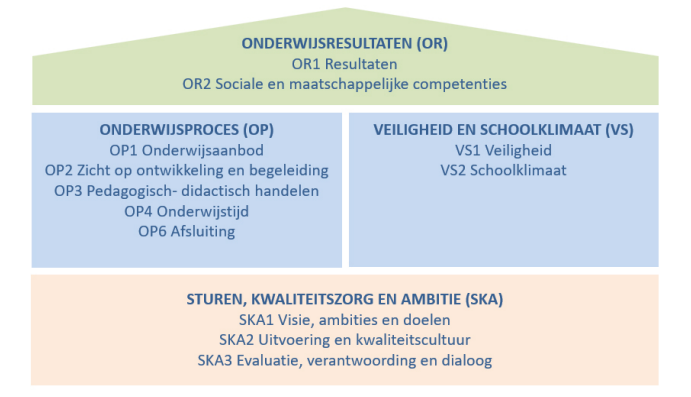 ONDERWIJSRESULTATEN (OR)
OR1 Resultaten
OR2 Sociale en maatschappelijke competenties
ONDERWIJSPROCES (OP)
OP1 Onderwijsaanbod
OP2 Zicht op ontwikkeling en begeleiding
OP3 Pedagogisch- didactisch handelen
OP4 Onderwijstijd
OP6 Afsluiting
VEILIGHEID EN SCHOOLKLIMAAT (VS)
VS1 Veiligheid
VS2 Schoolklimaat
STUREN, KWALITEITSZORG EN AMBITIE (SKA)
SKA1 Visie, ambities en doelen
SKA2 Uitvoering en kwaliteitscultuur
SKA3 Evaluatie, verantwoording en dialoog